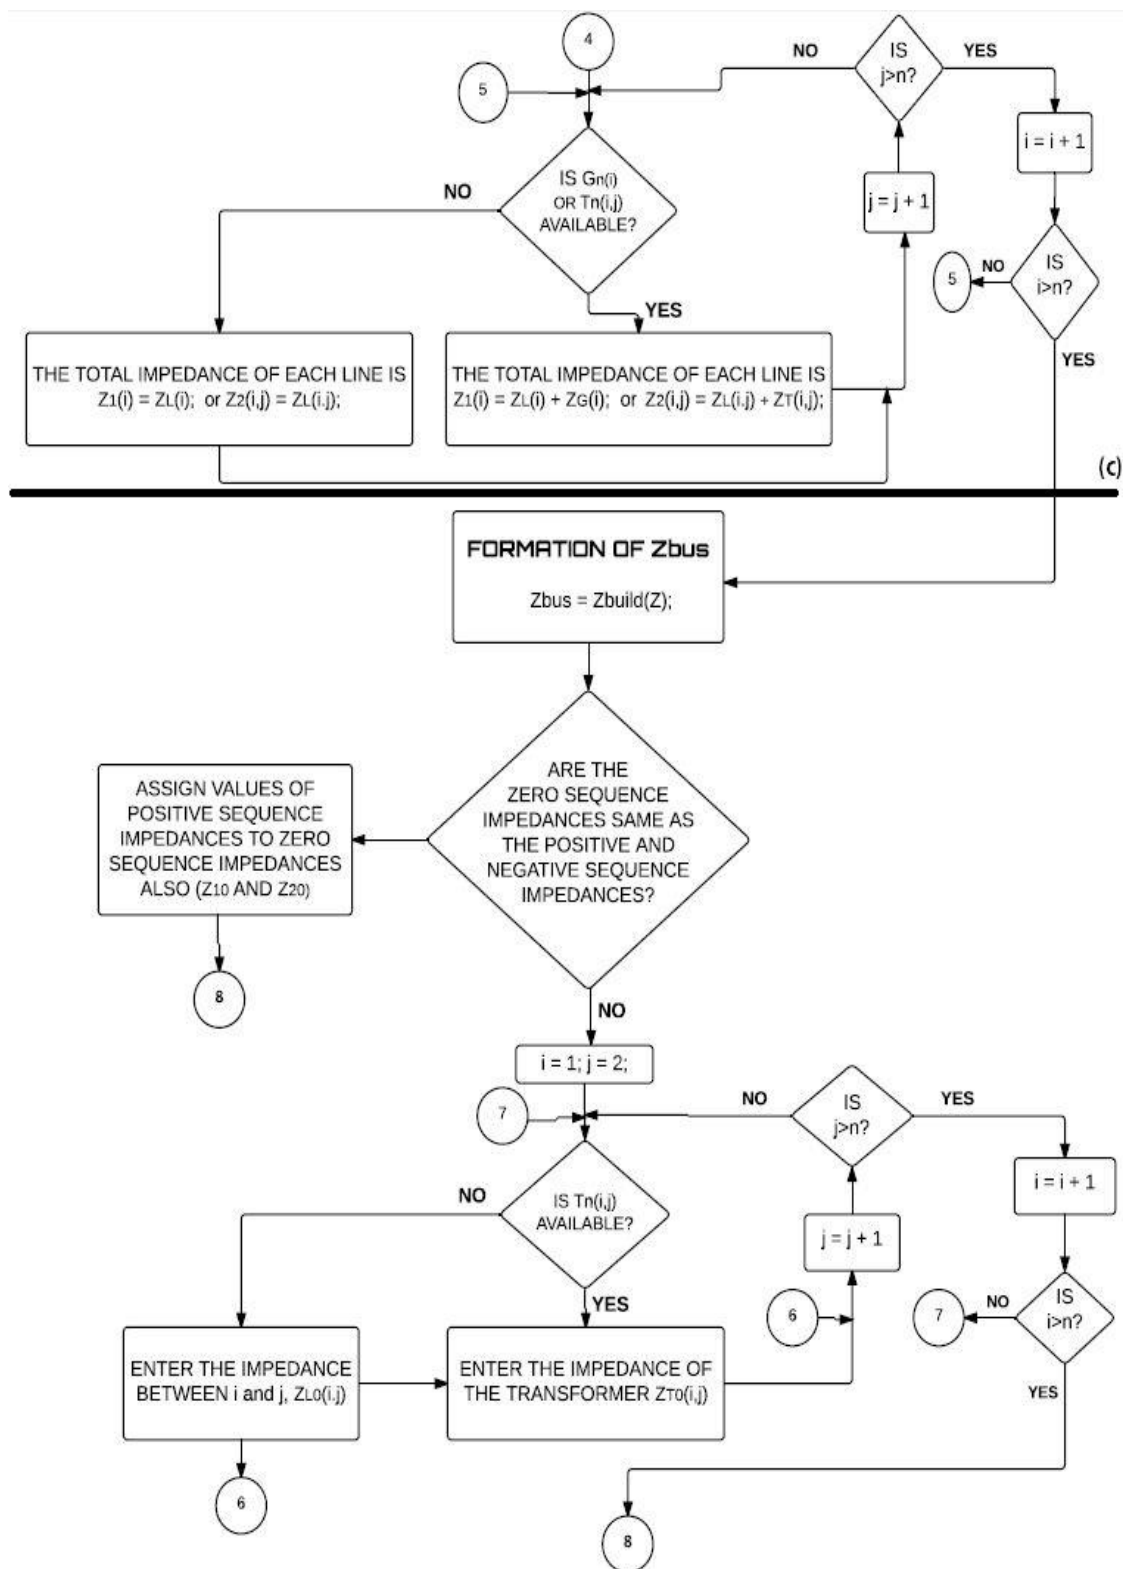 4
5
NO
IS
j>n?
YES
i = i + 1
j = j + 1
IS Gn(i)
OR Tn(i,j)
AVAILABLE?
NO
YES
5
NO
IS
i>n?
YES
THE TOTAL IMPEDANCE OF EACH LINE IS
Z1(i) = ZL(i); or Z2(i,j) = ZL(i.j);
THE TOTAL IMPEDANCE OF EACH LINE IS
Z1(i) = ZL(i) + ZG(i); or Z2(i,j) = ZL(i.j) + ZT(i,j);
(c)
FORMATION OF Zbus
Zbus = Zbuild(Z);
ARE THE
ZERO SEQUENCE
IMPEDANCES SAME AS
THE POSITIVE AND
NEGATIVE SEQUENCE
IMPEDANCES?
ASSIGN VALUES OF
POSITIVE SEQUENCE
IMPEDANCES TO ZERO
SEQUENCE IMPEDANCES
ALSO (Z10 AND Z20)
8
NO
i = 1; j = 2;
7
NO
IS
j>n?
YES
i = i + 1
j = j + 1
NO
IS Tn(i,j)
AVAILABLE?
YES
6
7
NO
IS
i>n?
YES
ENTER THE IMPEDANCE
BETWEEN i and j, ZL0(i.j)
ENTER THE IMPEDANCE OF
THE TRANSFORMER ZT0(i,j)
6
8